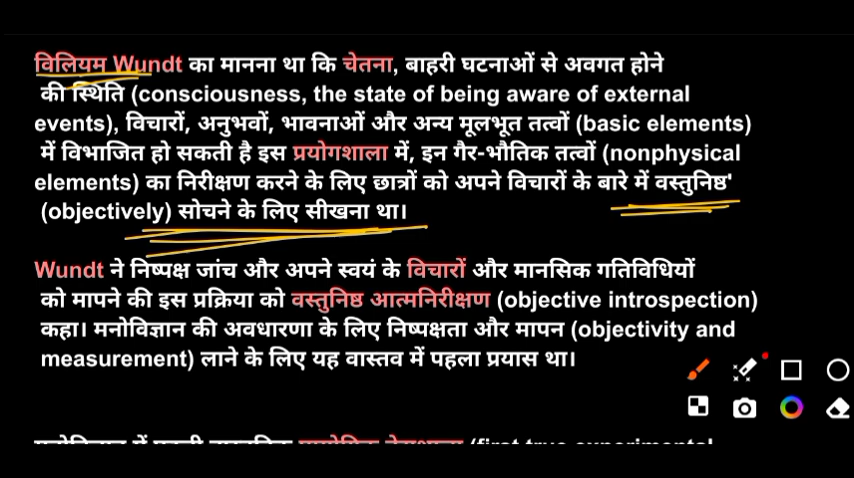 विलियम Wundt का मानना था कि चेतना, बाहरी घटनाओं से अवगत होने
की स्थिति (consciousness, the state of being aware of external
events), विचारों, अनुभवों, भावनाओं और अन्य मूलभूत तत्वों (basic elements)
में विभाजित हो सकती है इस प्रयोगशाला में, इन गैर-भौतिक तत्वों (nonphysical
elements) का निरीक्षण करने के लिए छात्रों को अपने विचारों के बारे में वस्तुनिष्ठ'
(objectively) सोचने के लिए सीखना था।
Wundt ने निष्पक्ष जांच और अपने स्वयं के विचारों और मानसिक गतिविधियों
को मापने की इस प्रक्रिया को वस्तुनिष्ठ आत्मनिरीक्षण (objective introspection)
कहा। मनोविज्ञान की अवधारणा के लिए निष्पक्षता और मापन (objectivity and
measurement) लाने के लिए यह वास्तव में पहला प्रयास था।